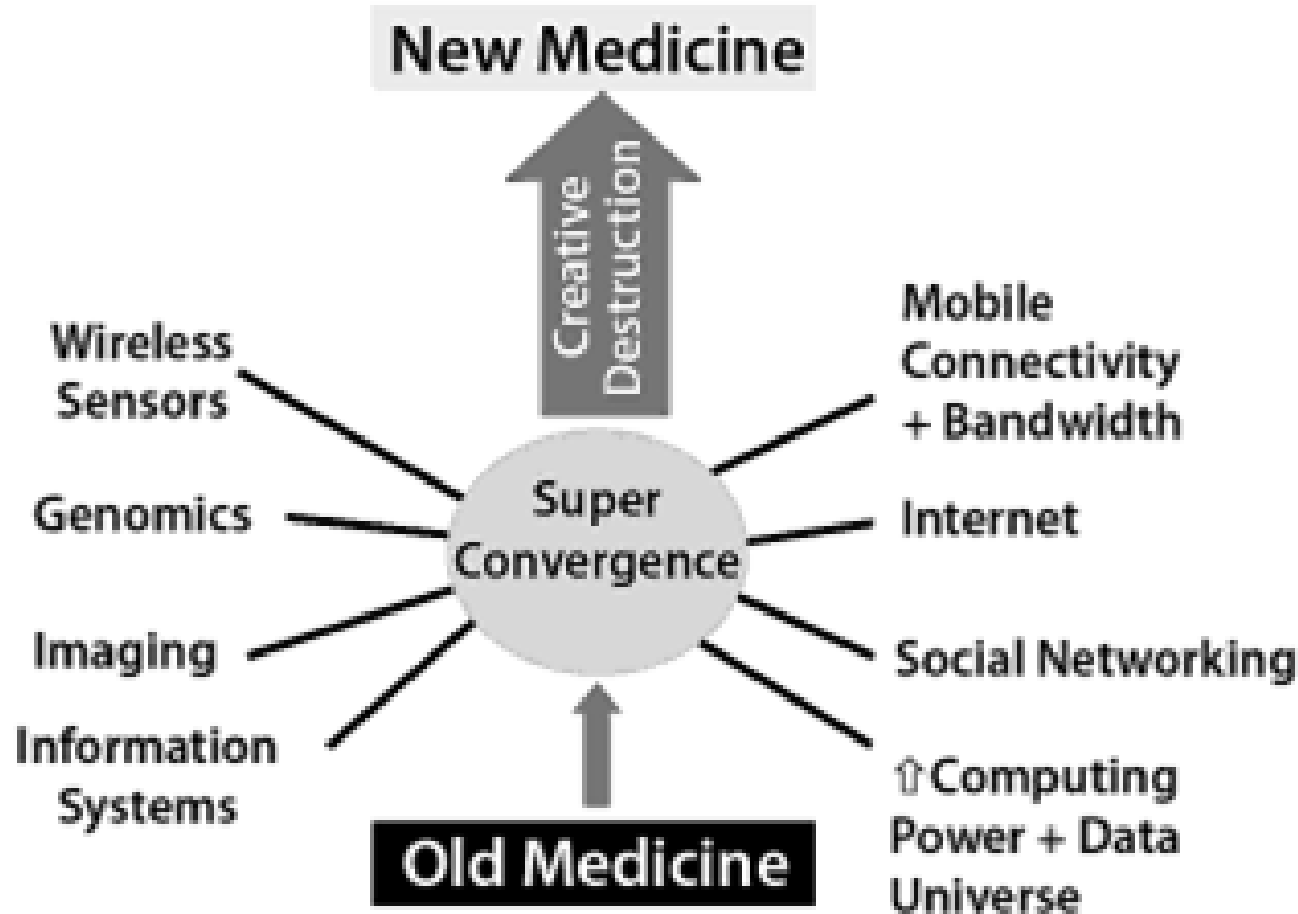 New Medicine
Creative
Destruction
Wireless
Sensors
Genomics
Imaging
Information
Systems
Super
Convergence
Mobile
Connectivity
+ Bandwidth
Internet
Social Networking
⇧Computing
Power + Data
Universe
Old Medicine